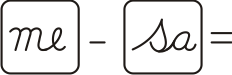 me - sa =